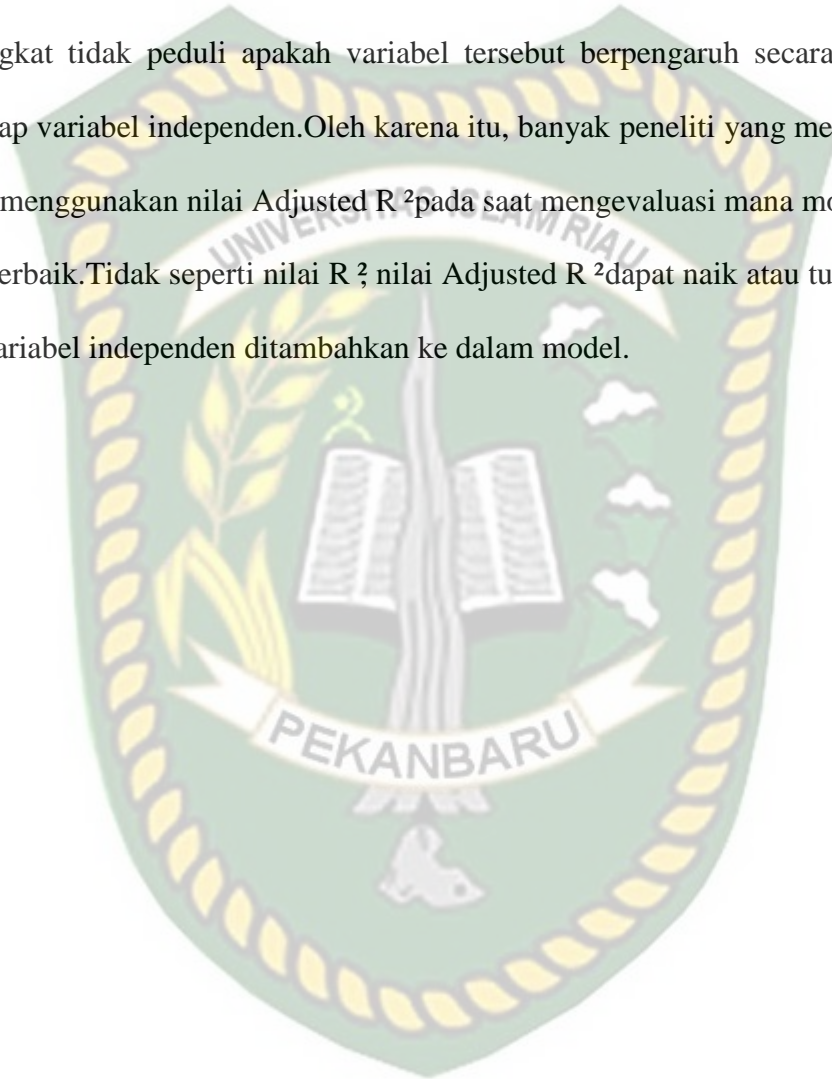 gkat tidak peduli apakah variabel tersebut berpengaruh secara
ap variabel independen.Oleh karena itu, banyak peneliti yang me
menggunakan nilai Adjusted R ²pada saat mengevaluasi mana mo
erbaik.Tidak seperti nilai R ², nilai Adjusted R ²dapat naik atau tu
ariabel independen ditambahkan ke dalam model.
UNIVERSITAS ISLAM RIAU
PEKANBARU